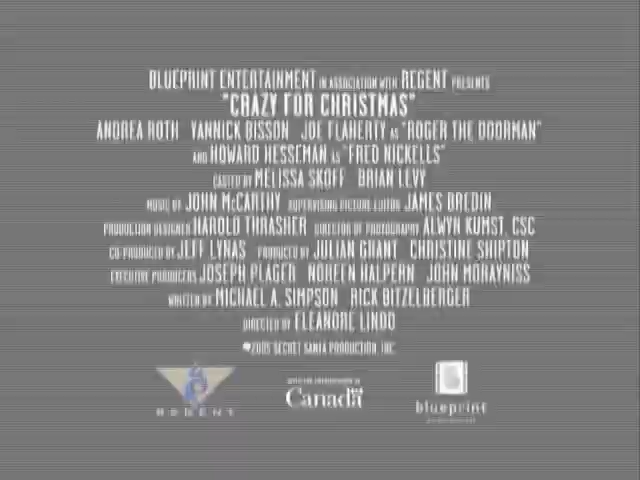 BLUEPRINT ENTERTAINMENT IN ASSOCIATION WITH REGENT PRESENTS
"CRAZY FOR CHRISTMAS"
ANDREA ROTH YANNICK BISSON JOE FLAHERTY AS "ROGER THE DOORMAN"
AND HOWARD HESSEMAN AS "FRED NICKELLS"
CASTED BY MELISSA SKOFF BRIAN LEVY
MUSIC BY JOHN McCARTHY SUPERVISING PICTURE EDITOR JAMES BREDIN
PRODUCTION DESIGNER HAROLD THRASHER DIRECTOR OF PHOTOGRAPHY ALWYN KUMST, CSC
CO-PRODUCED BY JEFF LYNAS PRODUCED BY JULIAN GRANT CHRISTINE SHIPTON
EXECUTIVE PRODUCERS JOSEPH PLAGER NOREEN HALPERN JOHN MORAYNISS
WRITTEN BY MICHAEL A. SIMPSON RICK BITZELBERGER
DIRECTED BY ELEANORE LINDO
2005 SECRET SANTA PRODUCTION, INC.
REGENT
Canada
blueprint